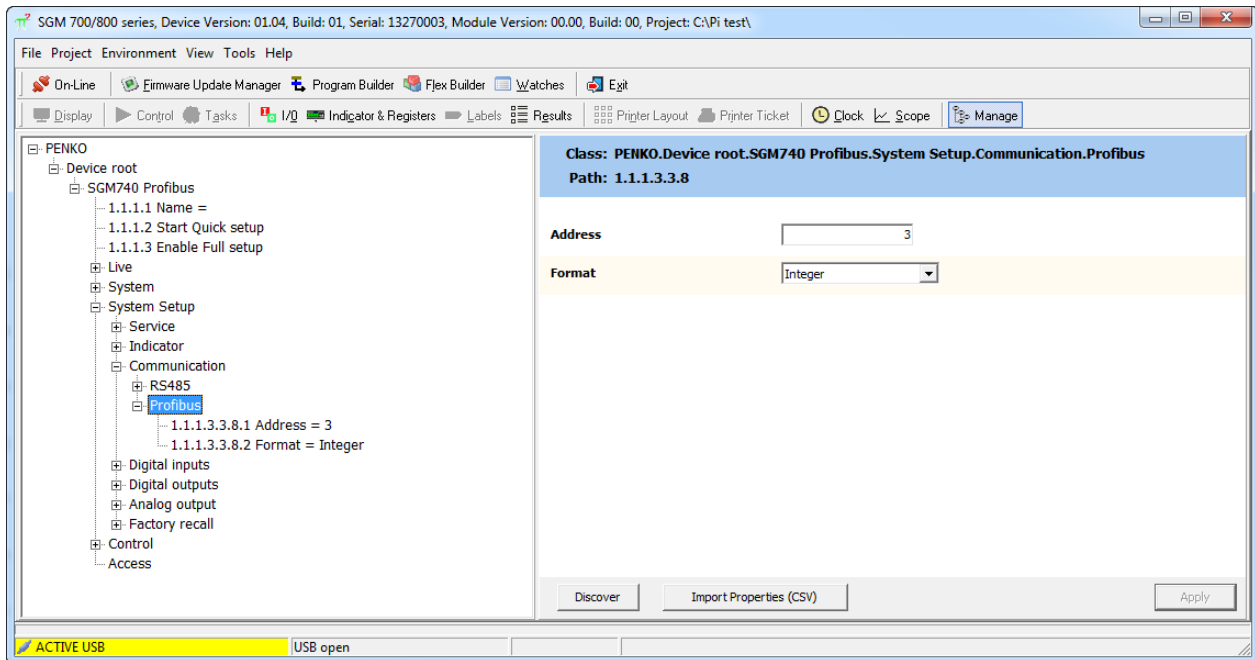 SGM 700/800 series, Device Version: 01.04, Build: 01, Serial: 13270003, Module Version: 00.00, Build: 00, Project: C:\Pi test\
File Project Environment View Tools Help
On-Line Firmware Update Manager Program Builder Flex Builder Watches Exit
Display Control Tasks I/O Indicator & Registers Labels Results Printer Layout Printer Ticket Clock Scope Manage
PENKO
Device root
SGM740 Profibus
1.1.1.1 Name =
1.1.1.2 Start Quick setup
1.1.1.3 Enable Full setup
Live
System
System Setup
Service
Indicator
Communication
RS485
Profibus
1.1.1.3.3.8.1 Address = 3
1.1.1.3.3.8.2 Format = Integer
Digital inputs
Digital outputs
Analog output
Factory recall
Control
Access
Class: PENKO.Device root.SGM740 Profibus.System Setup.Communication.Profibus
Path: 1.1.1.3.3.8
Address 3
Format Integer
Discover Import Properties (CSV) Apply
ACTIVE USB USB open